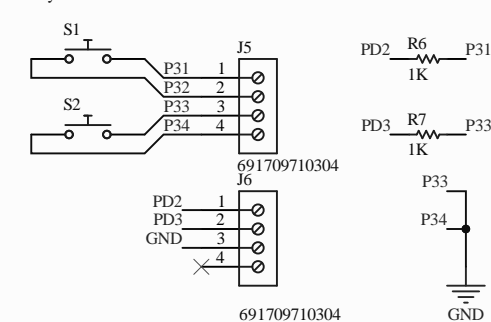 S1
J5
P31 1
P32 2
P33 3
P34 4
S2
691709710304
J6
PD2 1
PD3 2
GND 3
4
691709710304
PD2 R6 P31
1K
PD3 R7 P33
1K
P33
P34
GND